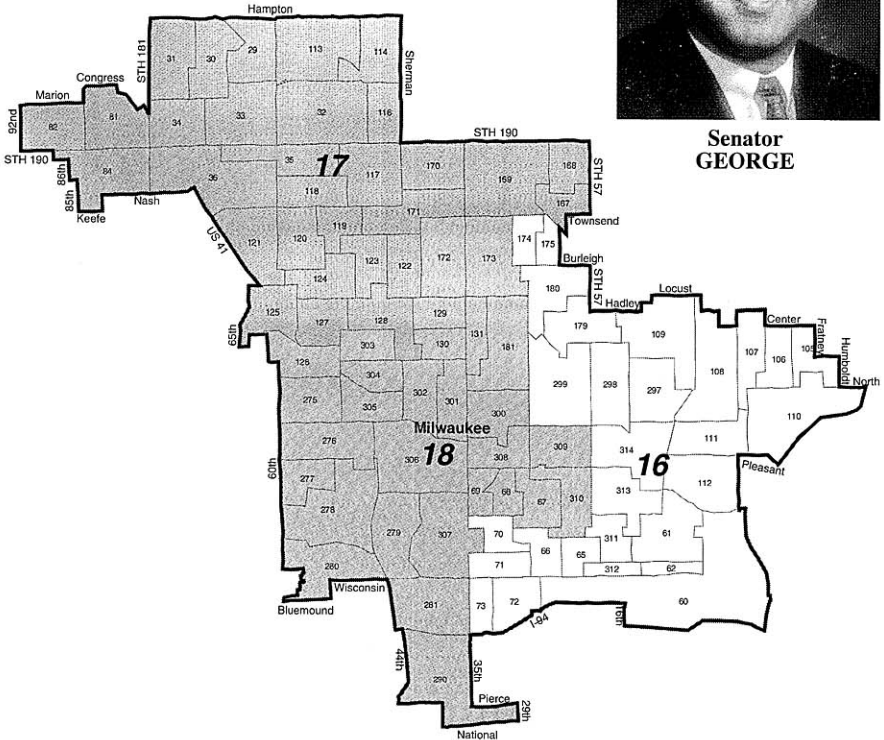 Hampton
STH 181
31
30
29
113
114
Sherman
Congress
Marion
92nd
82
81
34
33
32
116
STH 190
STH 190
86th
85th
84
36
35
17
117
170
169
168
STH 57
118
167
Keefe
Nash
US 41
171
Townsend
121
120
119
123
122
172
173
174
175
Burleigh
124
180
STH 57
Hadley
Locust
125
127
128
129
131
181
179
109
108
Center
107
106
105
Fratney
Humboldt
North
65th
126
303
130
304
302
301
299
298
297
110
275
305
300
Milwaukee
276
306
18
308
309
314
16
111
Pleasant
60th
277
278
69
68
67
310
313
112
279
307
70
71
66
65
311
61
312
62
280
Wisconsin
Bluemound
281
73
72
I-94
16th
60
44th
35th
290
Pierce
29th
National
Senator
GEORGE